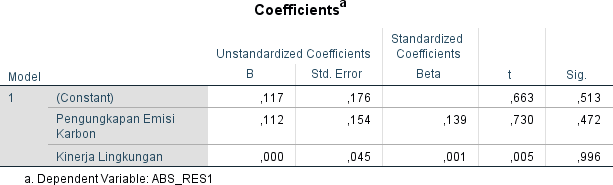 Coefficientsa
Unstandardized Coefficients Standardized Coefficients
Model B Std. Error Beta t Sig.
1 (Constant) ,117 ,176 ,663 ,513
Pengungkapan Emisi Karbon ,112 ,154 ,139 ,730 ,472
Kinerja Lingkungan ,000 ,045 ,001 ,005 ,996
a. Dependent Variable: ABS_RES1